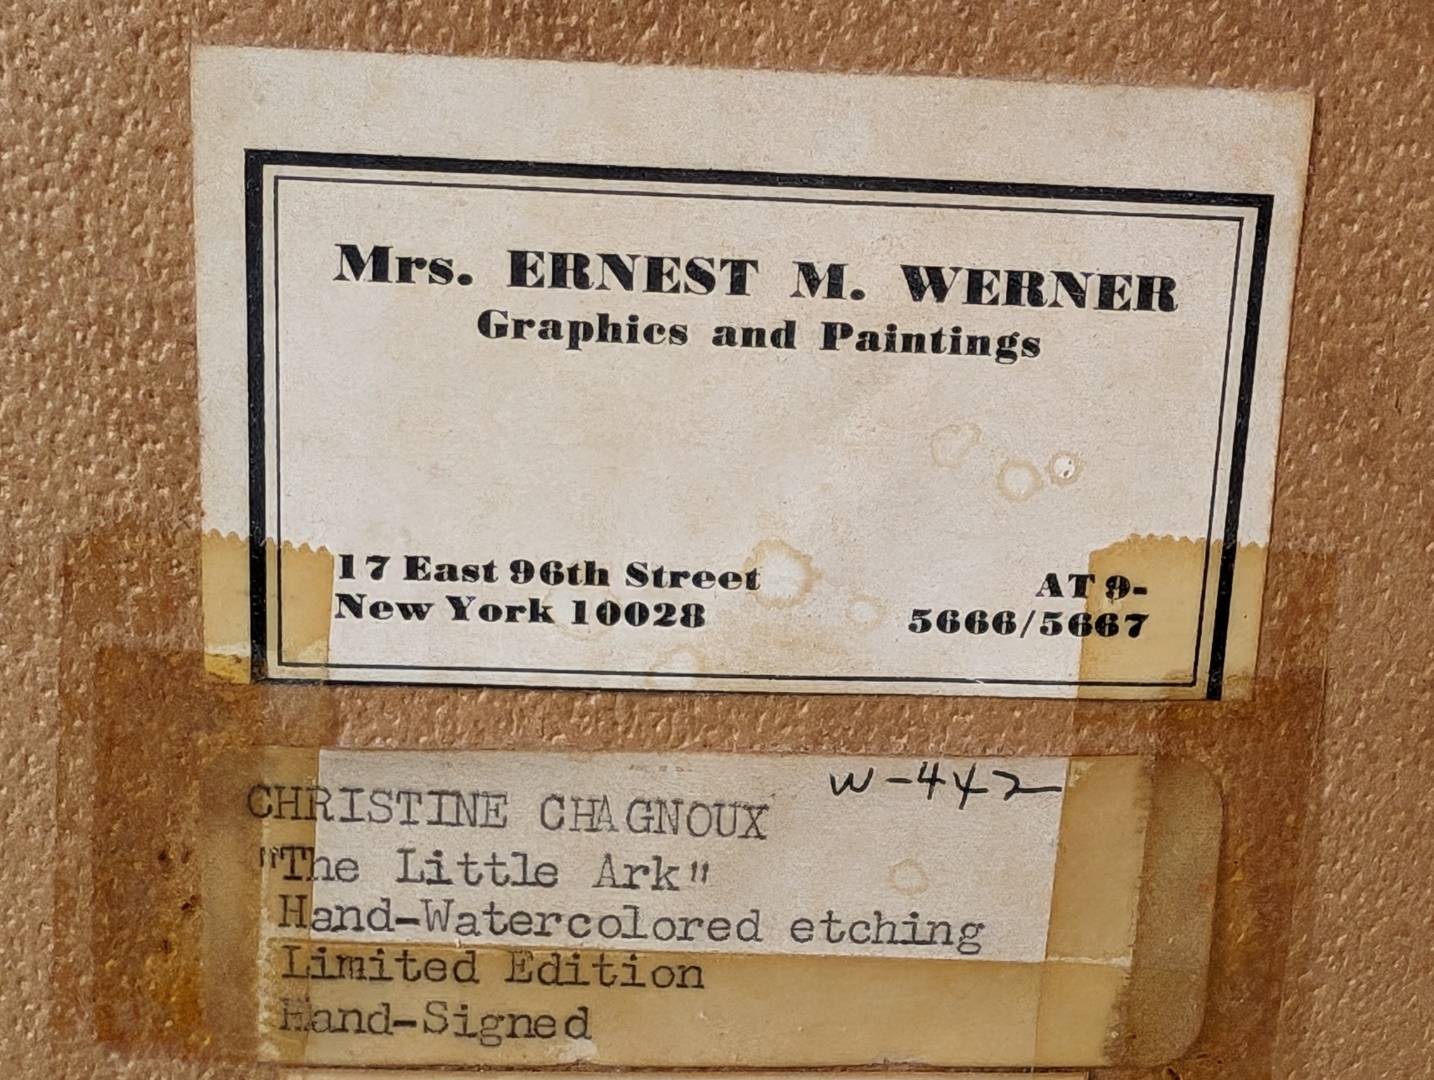 Mrs. ERNEST M. WERNER
Graphics and Paintings
17 East 96th Street
New York 10028
AT 9-
5666/5667
W-442
CHRISTINE CHAGNOUX
"The Little Ark"
Hand-Watercolored etching
Limited Edition
Hand-Signed